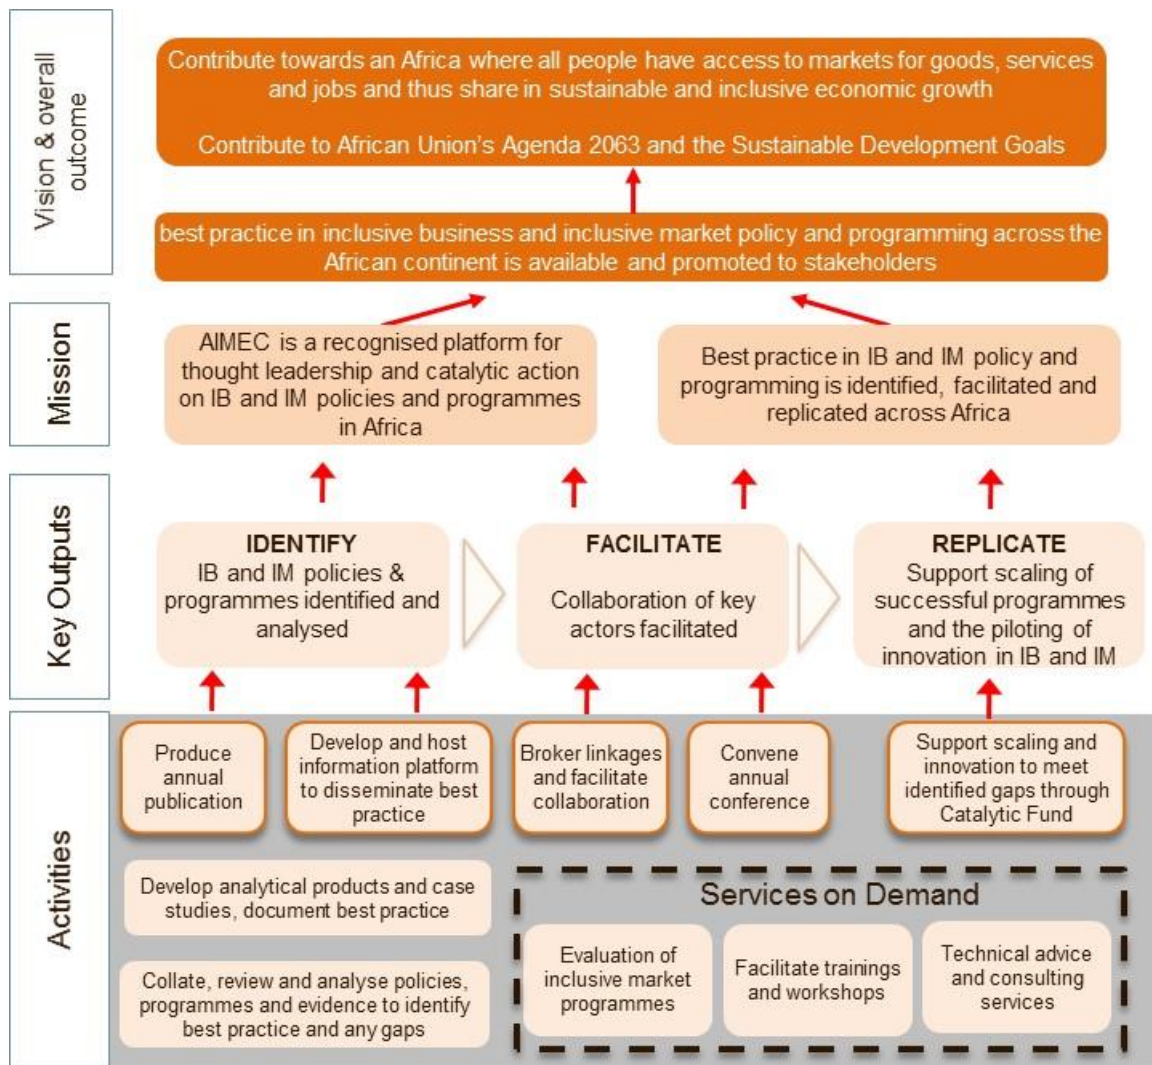 Vision & overall
outcome
Contribute towards an Africa where all people have access to markets for goods, services
and jobs and thus share in sustainable and inclusive economic growth
Contribute to African Union's Agenda 2063 and the Sustainable Development Goals
best practice in inclusive business and inclusive market policy and programming across the
African continent is available and promoted to stakeholders
Mission
AIMEC is a recognised platform for
thought leadership and catalytic action
on IB and IM policies and programmes
in Africa
Best practice in IB and IM policy and
programming is identified, facilitated and
replicated across Africa
Key Outputs
IDENTIFY
IB and IM policies &
programmes identified and
analysed
FACILITATE
Collaboration of key
actors facilitated
REPLICATE
Support scaling of
successful programmes
and the piloting of
innovation in IB and IM
Activities
Produce
annual
publication
Develop and host
information platform
to disseminate best
practice
Broker linkages
and facilitate
collaboration
Convene
annual
conference
Support scaling and
innovation to meet
identified gaps through
Catalytic Fund
Develop analytical products and case
studies, document best practice
Collate, review and analyse policies,
programmes and evidence to identify
best practice and any gaps
Services on Demand
Evaluation of
inclusive market
programmes
Facilitate trainings
and workshops
Technical advice
and consulting
services